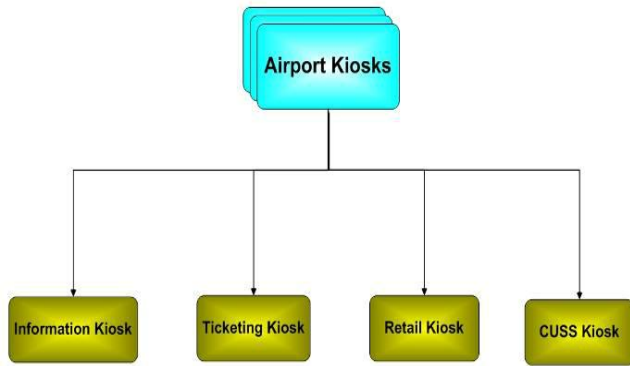 Airport Kiosks
Information Kiosk
Ticketing Kiosk
Retail Kiosk
CUSS Kiosk